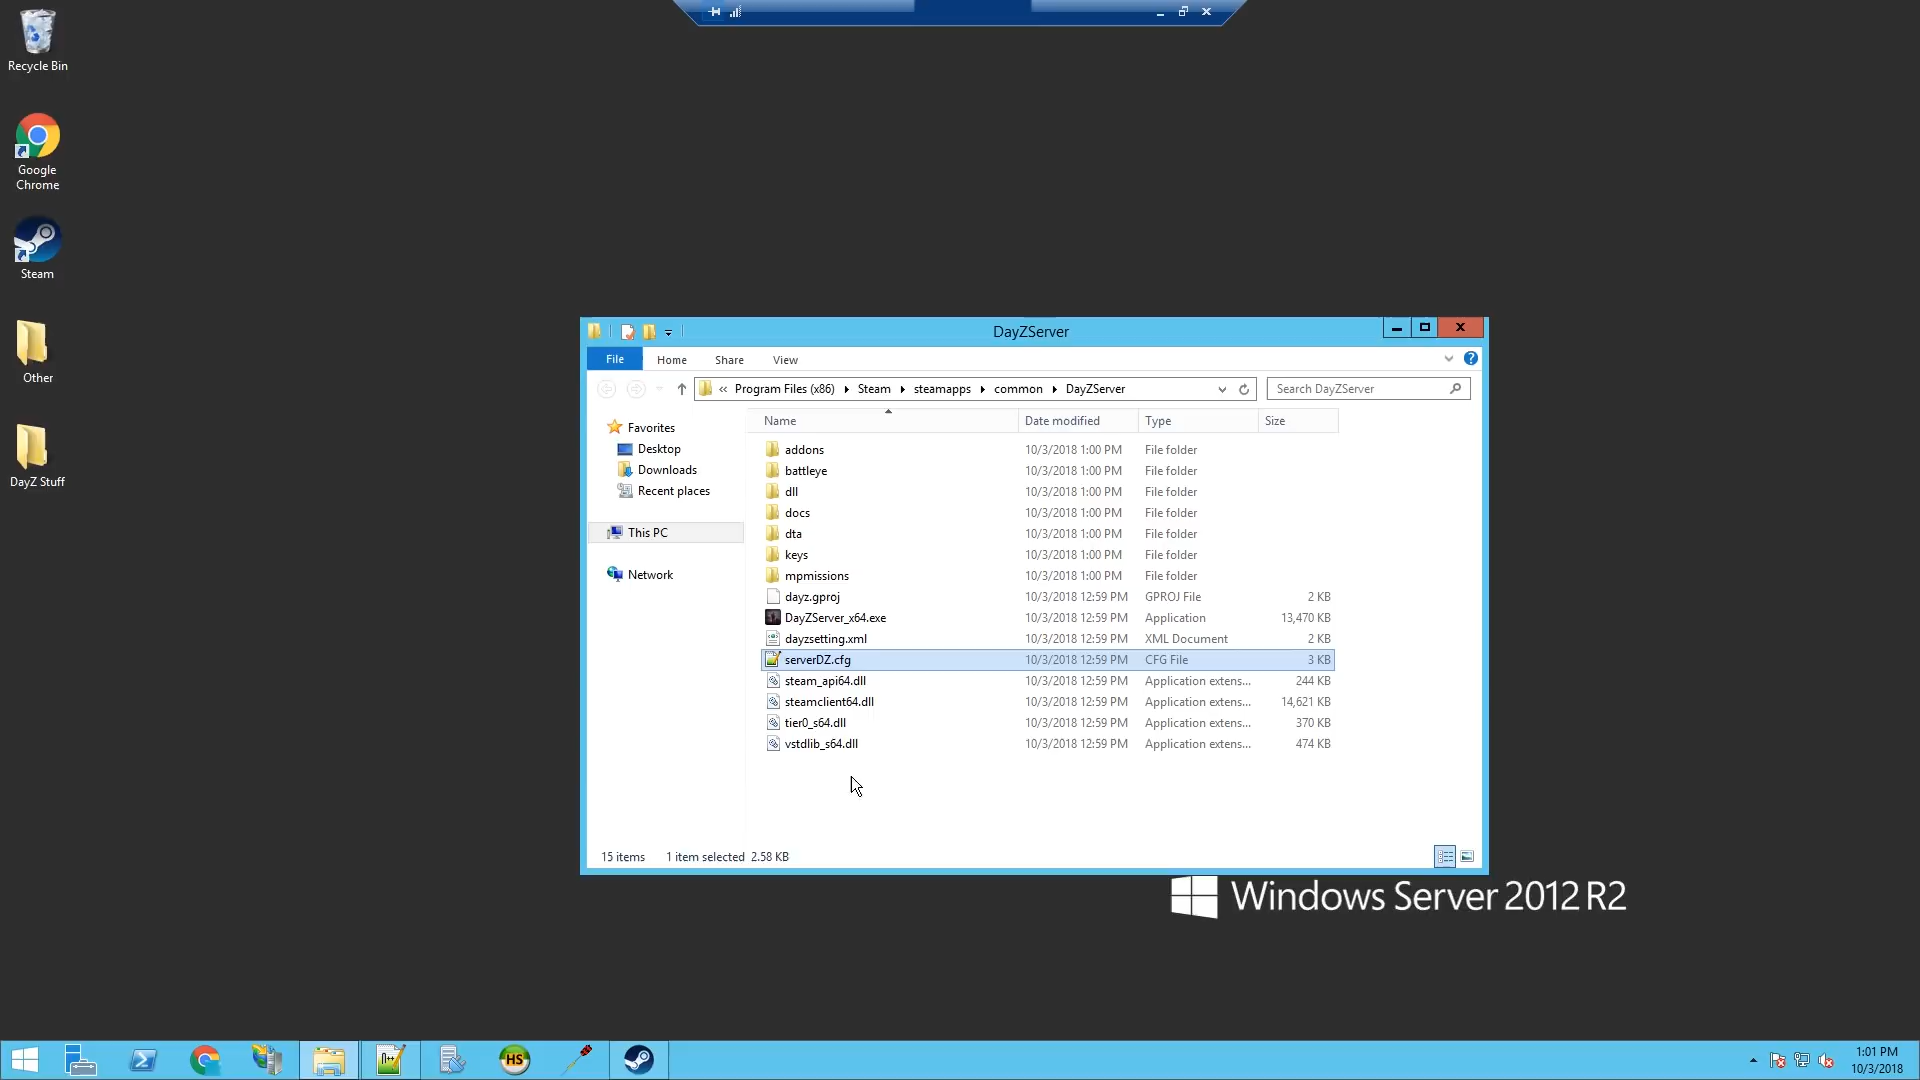 Recycle Bin
Google
Chrome
Steam
Other
DayZ Stuff
DayZServer
File Home Share View
« Program Files (x86) Steam steamapps common DayZServer
Search DayZServer
Favorites
Desktop
Downloads
Recent places
This PC
Network
Name Date modified Type Size
addons 10/3/2018 1:00 PM File folder
battleye 10/3/2018 1:00 PM File folder
dll 10/3/2018 1:00 PM File folder
docs 10/3/2018 1:00 PM File folder
dta 10/3/2018 1:00 PM File folder
keys 10/3/2018 1:00 PM File folder
mpmissions 10/3/2018 1:00 PM File folder
dayz.gproj 10/3/2018 12:59 PM GPROJ File 2 KB
DayZServer_x64.exe 10/3/2018 12:59 PM Application 13,470 KB
dayzsetting.xml 10/3/2018 12:59 PM XML Document 2 KB
serverDZ.cfg 10/3/2018 12:59 PM CFG File 3 KB
steam_api64.dll 10/3/2018 12:59 PM Application extens... 244 KB
steamclient64.dll 10/3/2018 12:59 PM Application extens... 14,621 KB
tier0_s64.dll 10/3/2018 12:59 PM Application extens... 370 KB
vstdlib_s64.dll 10/3/2018 12:59 PM Application extens... 474 KB
15 items 1 item selected 2.58 KB
Windows Server 2012 R2
HS
1:01 PM
10/3/2018